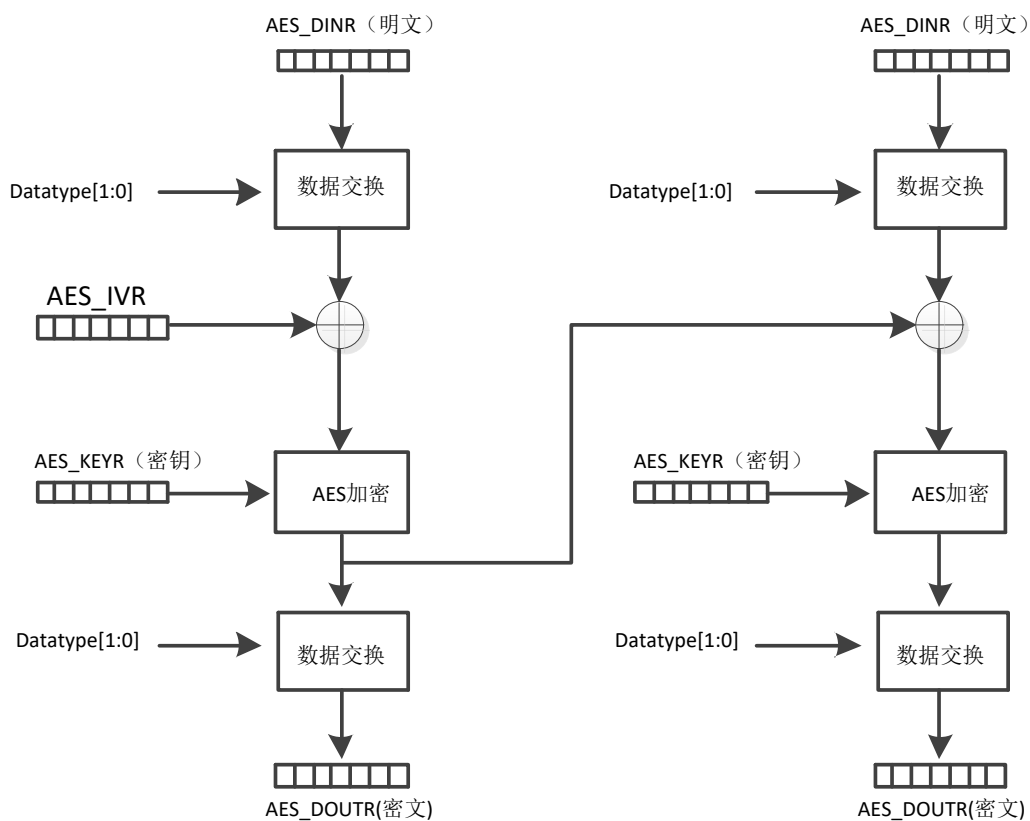 AES_DINR（明文）
AES_DINR（明文）
数据交换
Datatype[1:0]
数据交换
Datatype[1:0]
AES_IVR
AES_KEYR（密钥）
AES加密
AES_KEYR（密钥）
AES加密
数据交换
Datatype[1:0]
数据交换
Datatype[1:0]
AES_DOUTR(密文)
AES_DOUTR(密文)